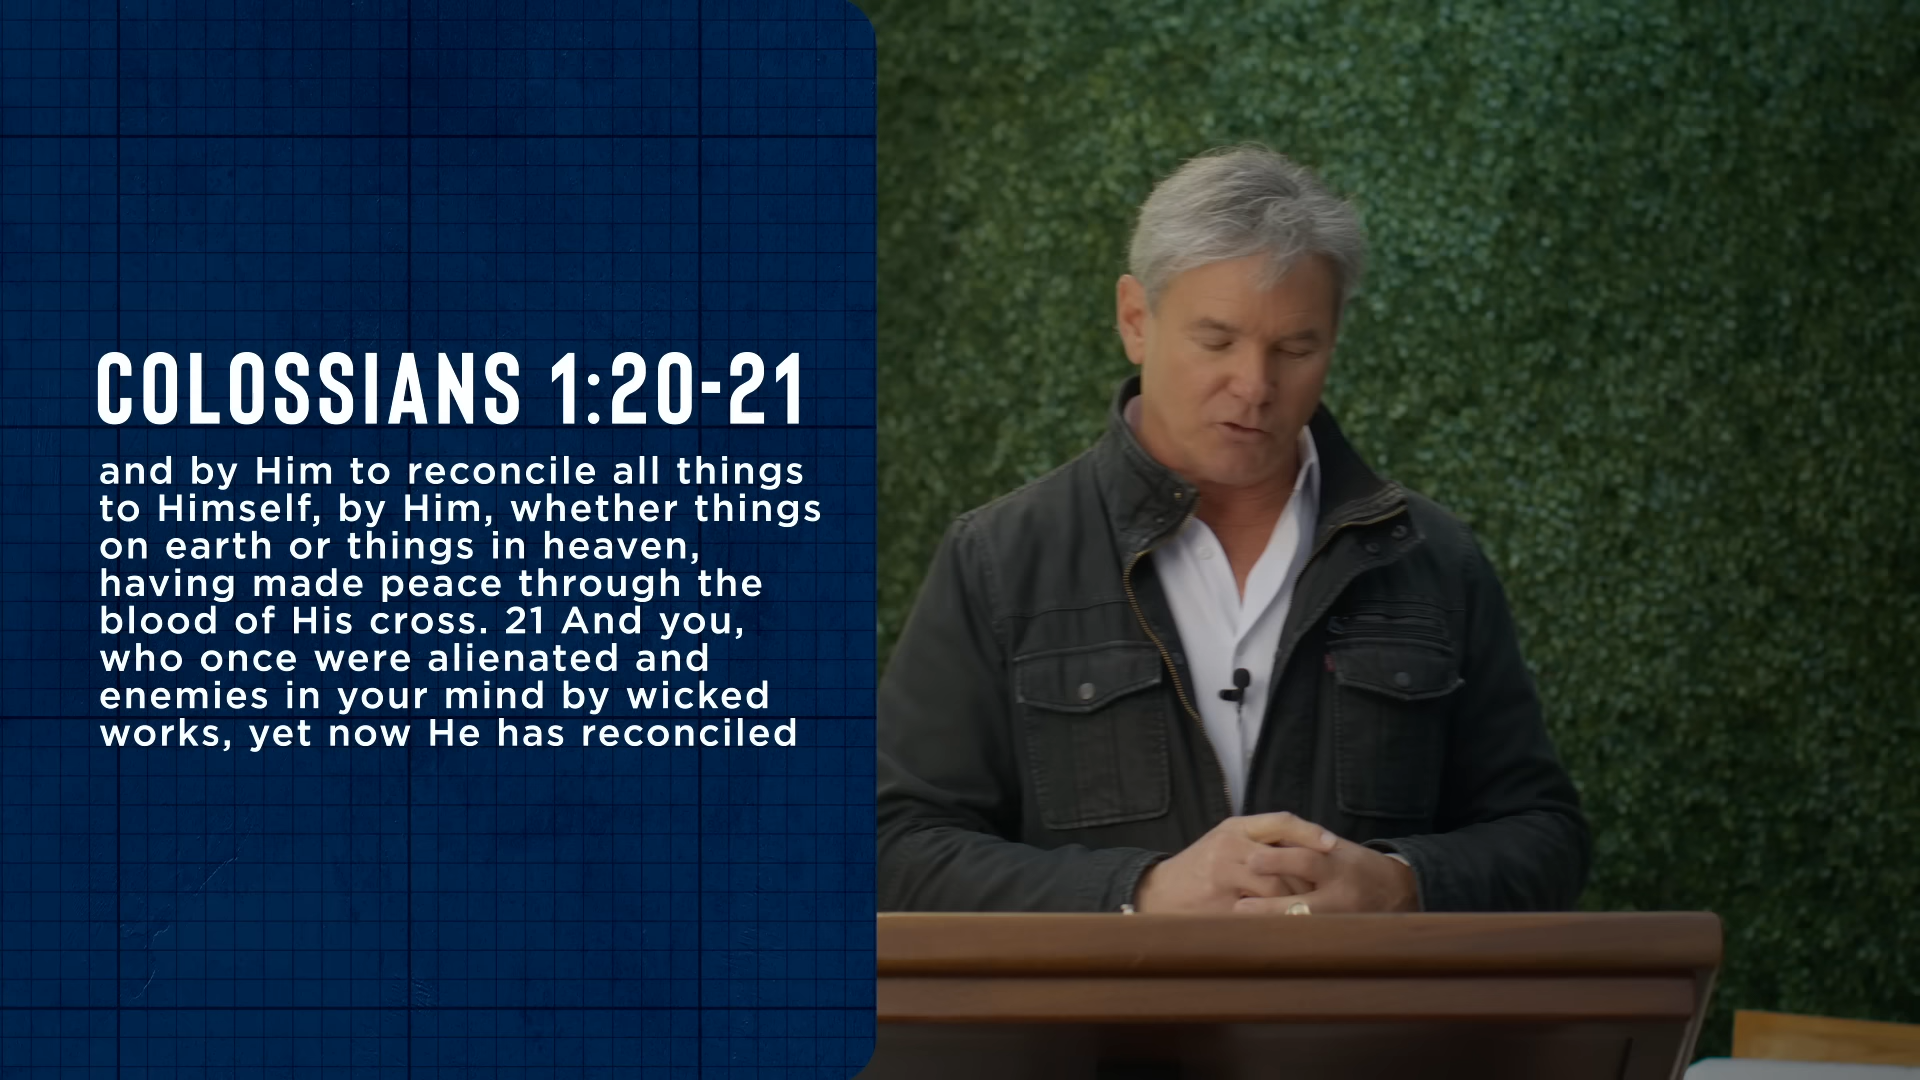 COLOSSIANS 1:20-21
and by Him to reconcile all things
to Himself, by Him, whether things
on earth or things in heaven,
having made peace through the
blood of His cross. 21 And you,
who once were alienated and
enemies in your mind by wicked
works, yet now He has reconciled